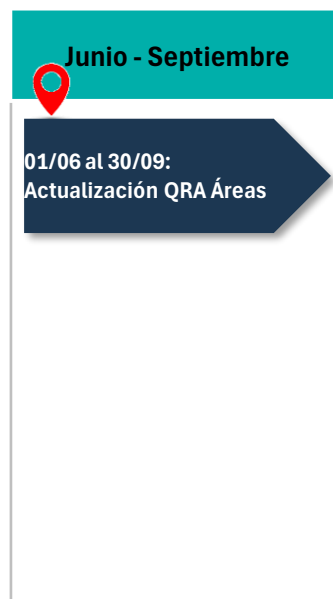 Junio - Septiembre
01/06 al 30/09:
Actualización QRA Áreas